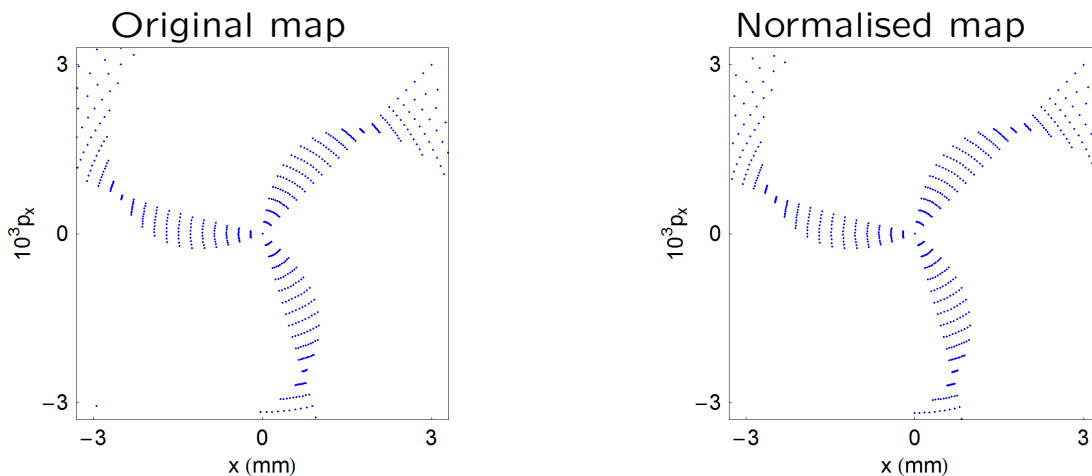 Original map
3
0
−3
10³pₓ
−3 0 3
x (mm)
Normalised map
3
0
−3
10³pₓ
−3 0 3
x (mm)